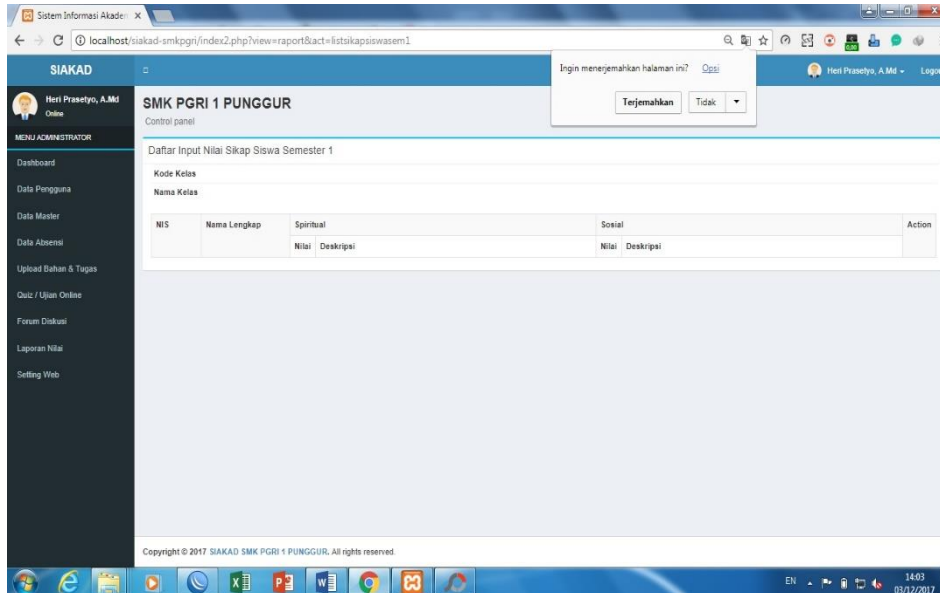 Sistem Informasi Akadem
localhost/siakad-smkpgri/index2.php?view=raport&act=listsikapsiswasem1
Ingin menerjemahkan halaman ini? Opsi
Terjemahkan Tidak
SIAKAD
Heri Prasetyo, A.Md
Logou
Heri Prasetyo, A.Md
Online
SMK PGRI 1 PUNGGUR
Control panel
MENU ADMINISTRATOR
Dashboard
Data Pengguna
Data Master
Data Absensi
Upload Bahan & Tugas
Quiz / Ujian Online
Forum Diskusi
Laporan Nilai
Setting Web
Daftar Input Nilai Sikap Siswa Semester 1
Kode Kelas
Nama Kelas
NIS Nama Lengkap Spiritual Sosial Action
Nilai Deskripsi Nilai Deskripsi
Copyright © 2017 SIAKAD SMK PGRI 1 PUNGGUR. All rights reserved.
EN
14:03
03/12/2017